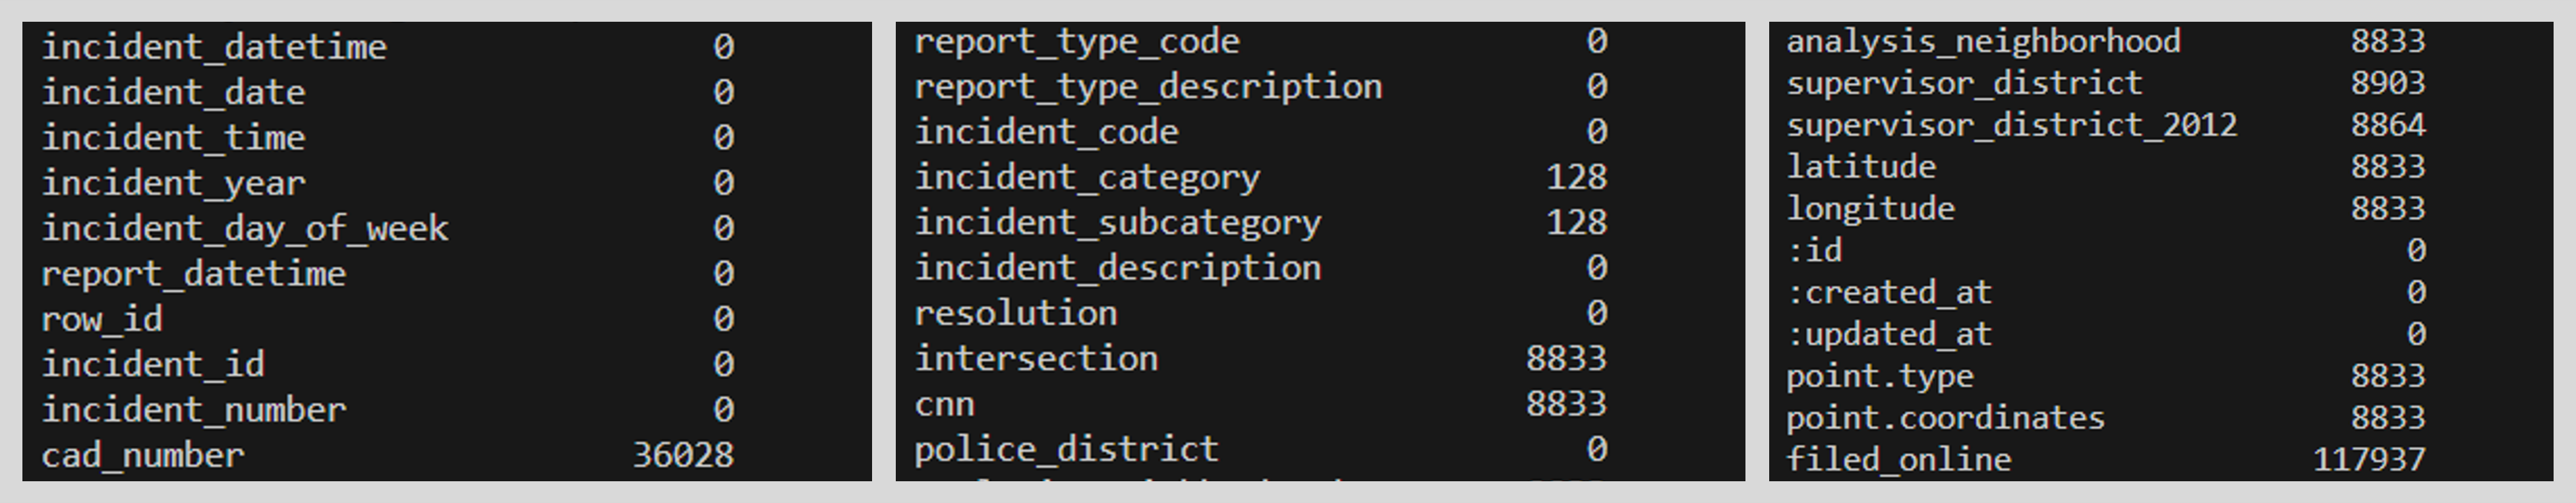 incident_datetime 0
incident_date 0
incident_time 0
incident_year 0
incident_day_of_week 0
report_datetime 0
row_id 0
incident_id 0
incident_number 0
cad_number 36028
report_type_code 0
report_type_description 0
incident_code 0
incident_category 128
incident_subcategory 128
incident_description 0
resolution 0
intersection 8833
cnn 8833
police_district 0
analysis_neighborhood 8833
supervisor_district 8903
supervisor_district_2012 8864
latitude 8833
longitude 8833
:id 0
:created_at 0
:updated_at 0
point.type 8833
point.coordinates 8833
filed_online 117937